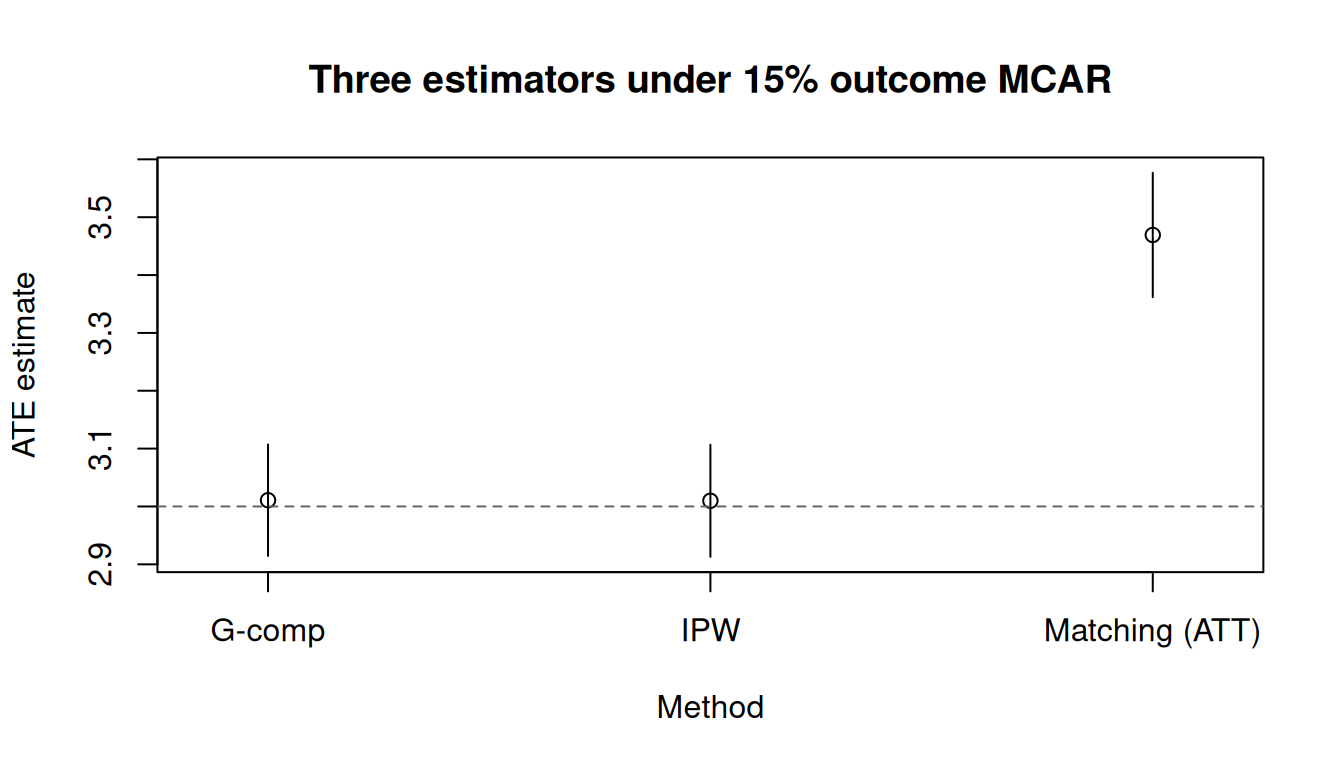 Three estimators under 15% outcome MCAR
ATE estimate
3.5
3.3
3.1
2.9
G-comp IPW Matching (ATT)
Method